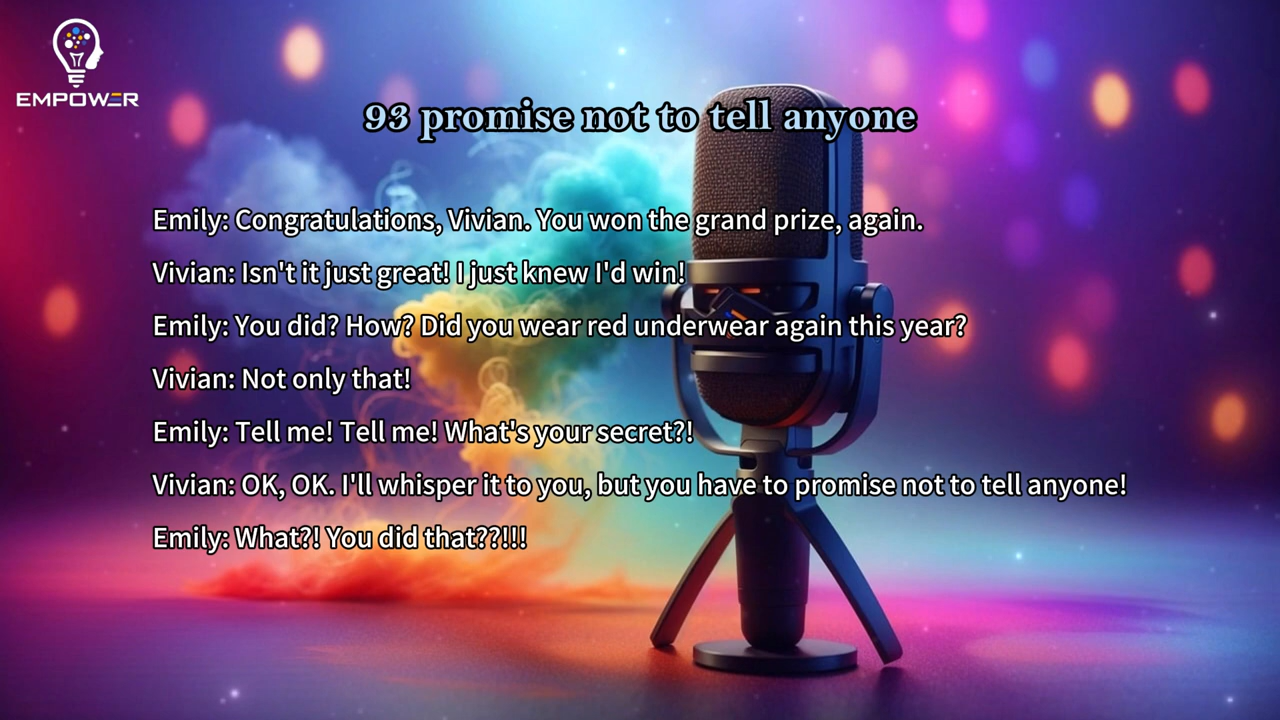 EMPOWER
93 promise not to tell anyone
Emily: Congratulations, Vivian. You won the grand prize, again.
Vivian: Isn't it just great! I just knew I'd win!
Emily: You did? How? Did you wear red underwear again this year?
Vivian: Not only that!
Emily: Tell me! Tell me! What's your secret?!
Vivian: OK, OK. I'll whisper it to you, but you have to promise not to tell anyone!
Emily: What?! You did that??!!!